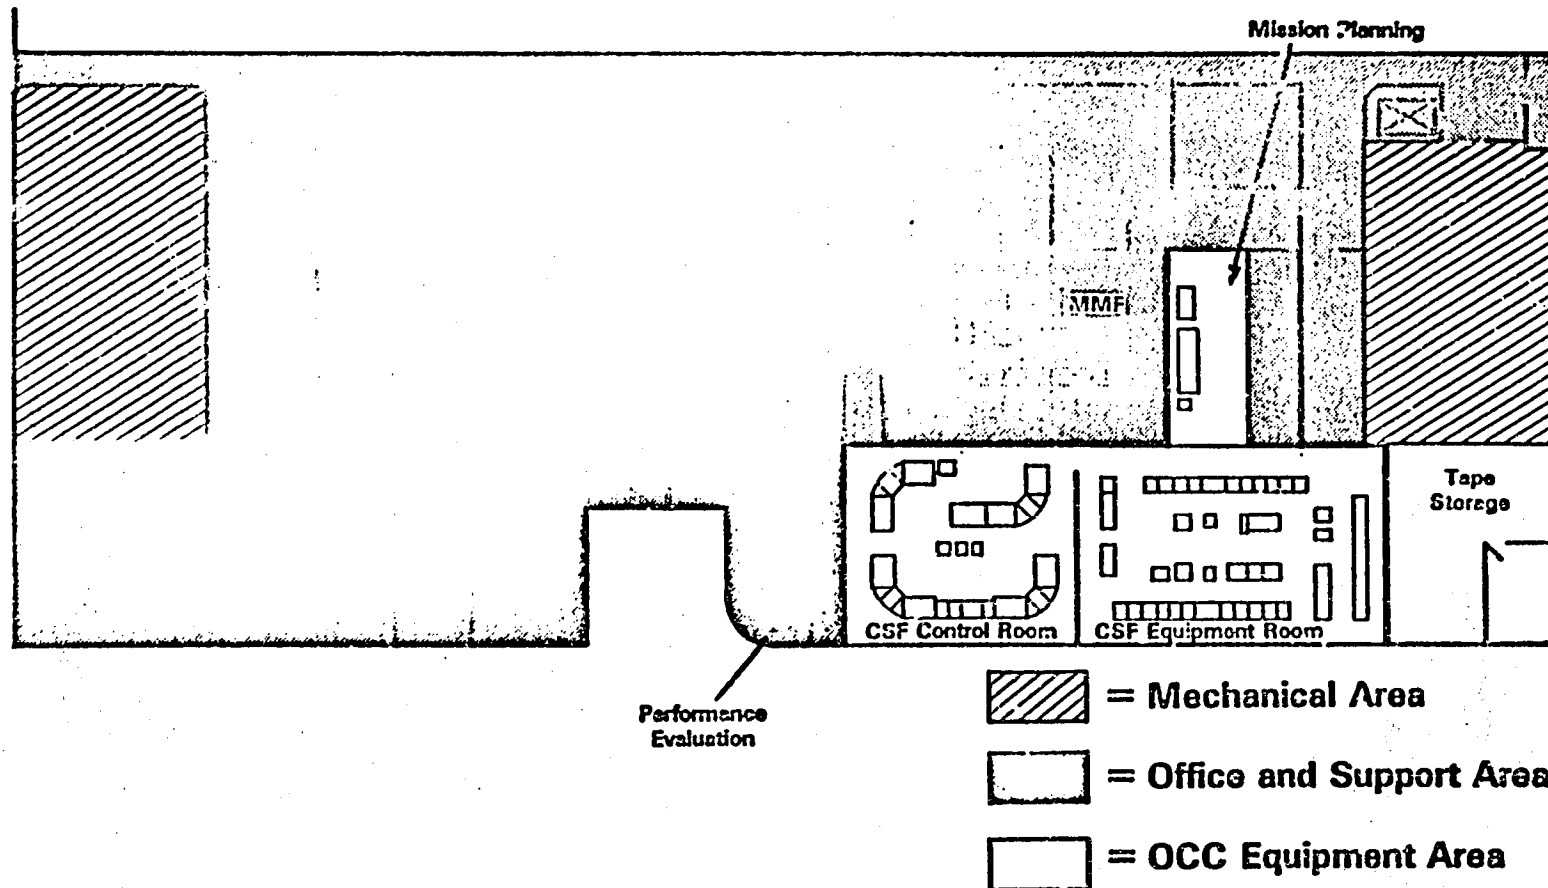 Mission Planning
MMF
Tape
Storage
CSF Control Room
CSF Equipment Room
Performance
Evaluation
= Mechanical Area
= Office and Support Area
= OCC Equipment Area